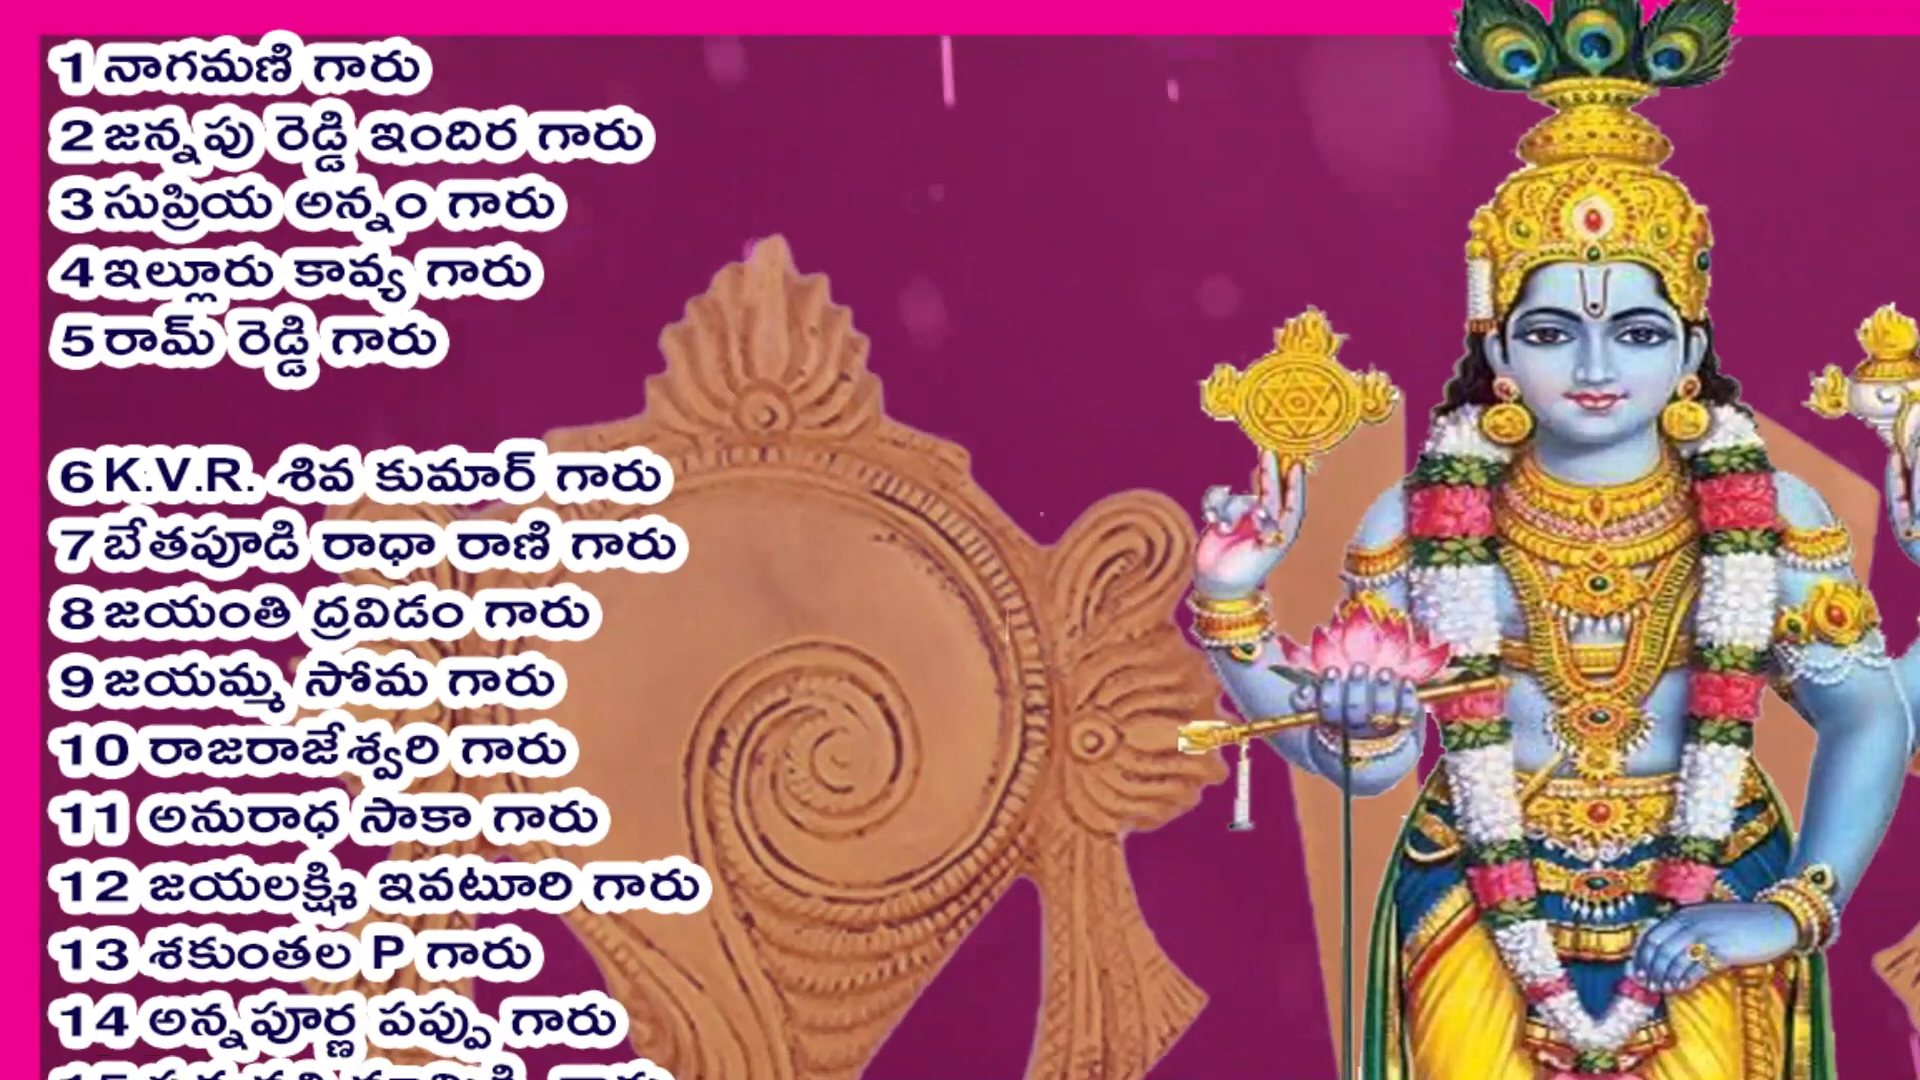 1 నాగమణి గారు
2 జన్నపు రెడ్డి ఇందిర గారు
3 సుప్రియ అన్నం గారు
4 ఇల్లూరు కావ్య గారు
5 రామ్ రెడ్డి గారు
6 K.V.R. శివ కుమార్ గారు
7 బేతపూడి రాధా రాణి గారు
8 జయంతి ద్రవిడం గారు
9 జయమ్మ సోమ గారు
10 రాజరాజేశ్వరి గారు
11 అనురాధ సాకా గారు
12 జయలక్ష్మి ఇవటూరి గారు
13 శకుంతల P గారు
14 అన్నపూర్ణ పప్పు గారు